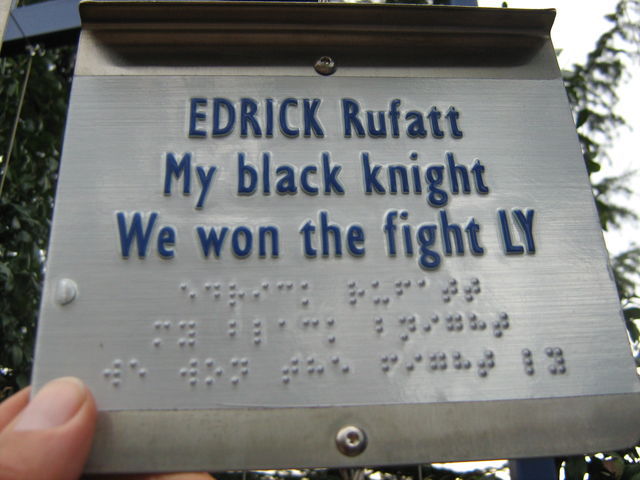 EDRICK Rufatt
My black knight
We won the fight LY